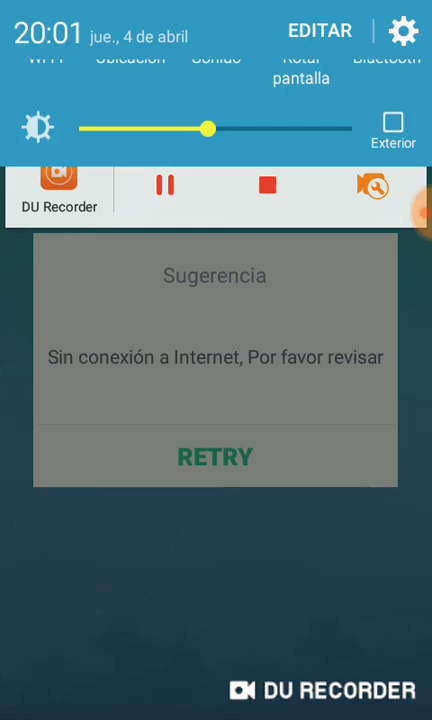 20:01 jue., 4 de abril EDITAR
Wi-Fi Ubicación Sonido Rotar pantalla Bluetooth
Exterior
DU Recorder
Sugerencia
Sin conexión a Internet, Por favor revisar
RETRY
DU RECORDER